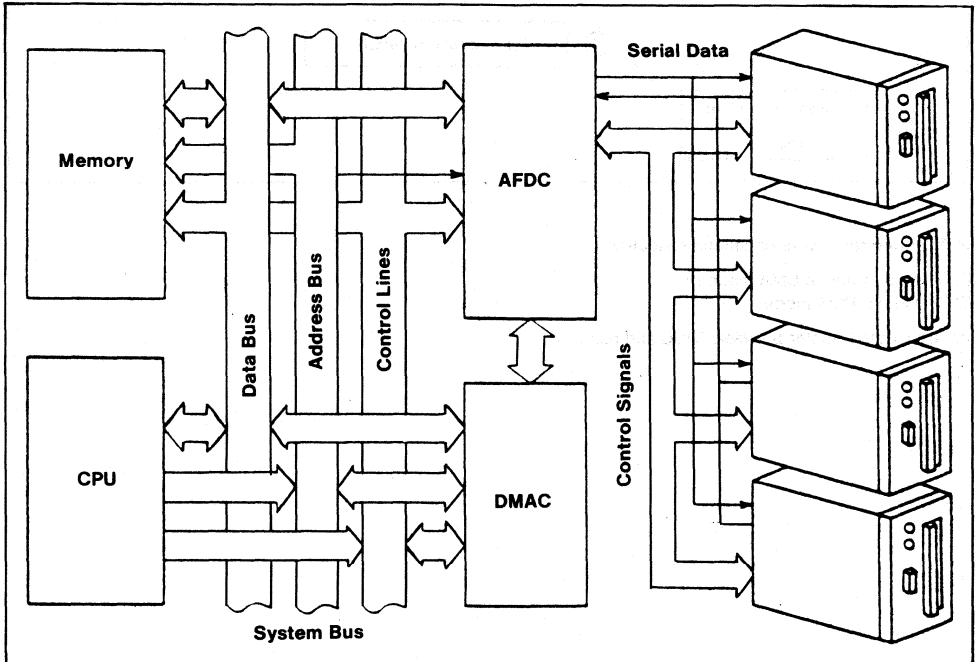 Serial Data
Memory
AFDC
Data Bus
Address Bus
Control Lines
Control Signals
CPU
DMAC
System Bus